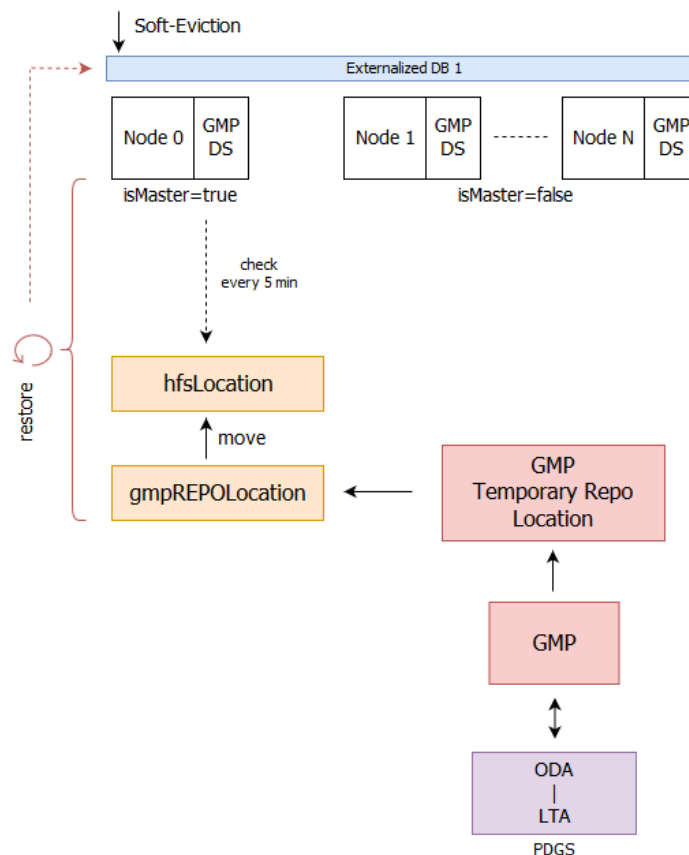 Soft-Eviction
Externalized DB 1
Node 0
GMP
DS
Node 1
GMP
DS
Node N
GMP
DS
isMaster=true
isMaster=false
check
every 5 min
restore
hfsLocation
move
gmpREPOLocation
GMP
Temporary Repo
Location
GMP
ODA
|
LTA
PDGS